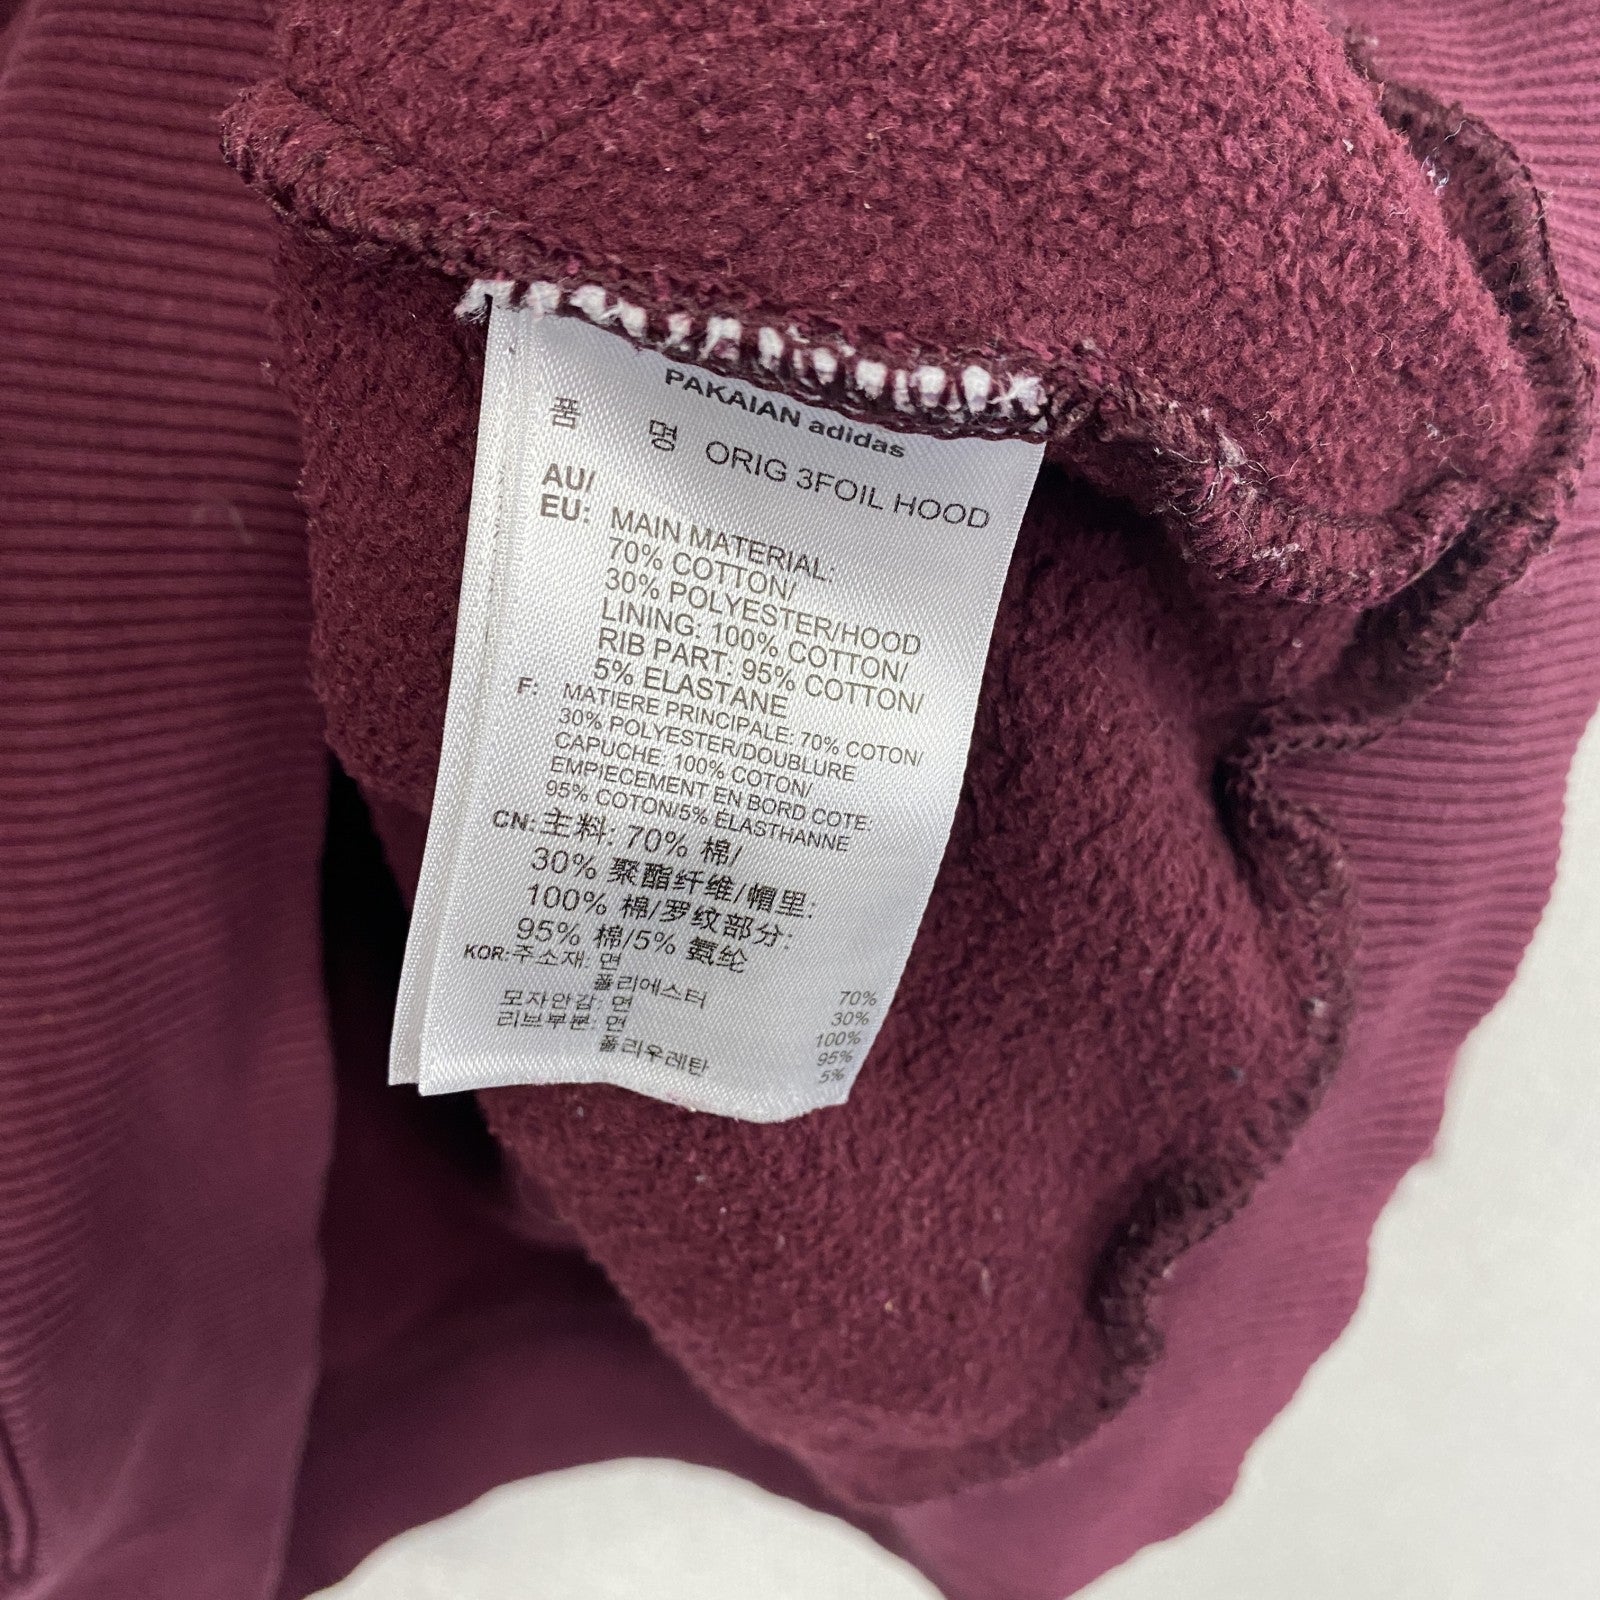 PAKAIAN adidas
품 명 ORIG 3FOIL HOOD
AU/
EU: MAIN MATERIAL:
70% COTTON/
30% POLYESTER/HOOD
LINING: 100% COTTON/
RIB PART: 95% COTTON/
5% ELASTANE
F: MATIERE PRINCIPALE: 70% COTON/
30% POLYESTER/DOUBLURE
CAPUCHE: 100% COTON/
EMPIECEMENT EN BORD COTE:
95% COTON/5% ELASTHANNE
CN: 主料: 70% 棉/
30% 聚酯纤维/帽里:
100% 棉/罗纹部分:
95% 棉/5% 氨纶
KOR: 주소재: 면 70%
폴리에스터 30%
모자안감: 면 100%
리브부분: 면 95%
폴리우레탄 5%